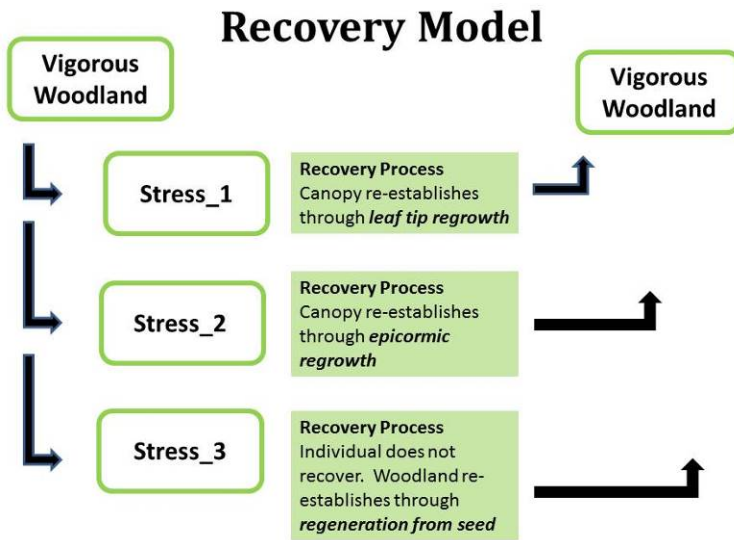 Recovery Model
Vigorous
Woodland
Vigorous
Woodland
Stress_1
Recovery Process
Canopy re-establishes
through leaf tip regrowth
Stress_2
Recovery Process
Canopy re-establishes
through epicormic
regrowth
Stress_3
Recovery Process
Individual does not
recover.  Woodland re-
establishes through
regeneration from seed